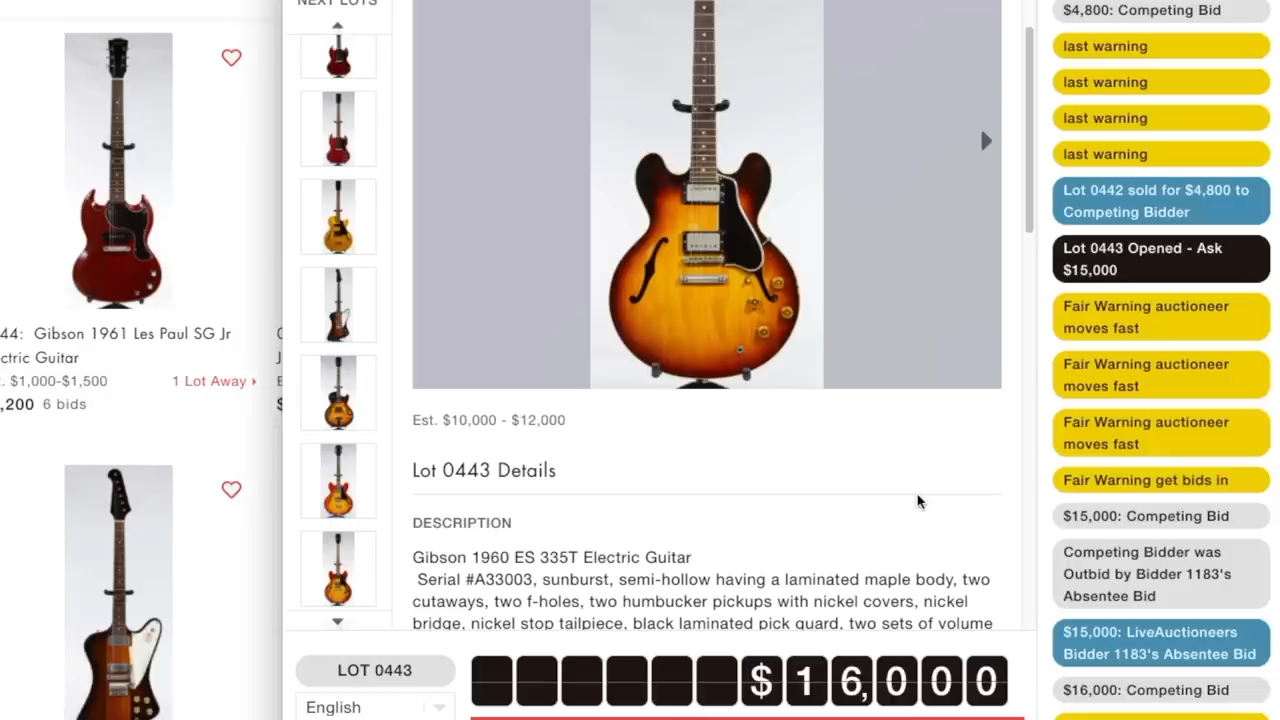 44: Gibson 1961 Les Paul SG Jr
ctric Guitar
$1,000-$1,500
1 Lot Away
,200 6 bids
NEXT LOTS
Est. $10,000 - $12,000
Lot 0443 Details
DESCRIPTION
Gibson 1960 ES 335T Electric Guitar
Serial #A33003, sunburst, semi-hollow having a laminated maple body, two
cutaways, two f-holes, two humbucker pickups with nickel covers, nickel
bridge, nickel stop tailpiece, black laminated pick guard, two sets of volume
LOT 0443
$16,000
English
$4,800: Competing Bid
last warning
last warning
last warning
last warning
Lot 0442 sold for $4,800 to
Competing Bidder
Lot 0443 Opened - Ask
$15,000
Fair Warning auctioneer
moves fast
Fair Warning auctioneer
moves fast
Fair Warning auctioneer
moves fast
Fair Warning get bids in
$15,000: Competing Bid
Competing Bidder was
Outbid by Bidder 1183's
Absentee Bid
$15,000: LiveAuctioneers
Bidder 1183's Absentee Bid
$16,000: Competing Bid